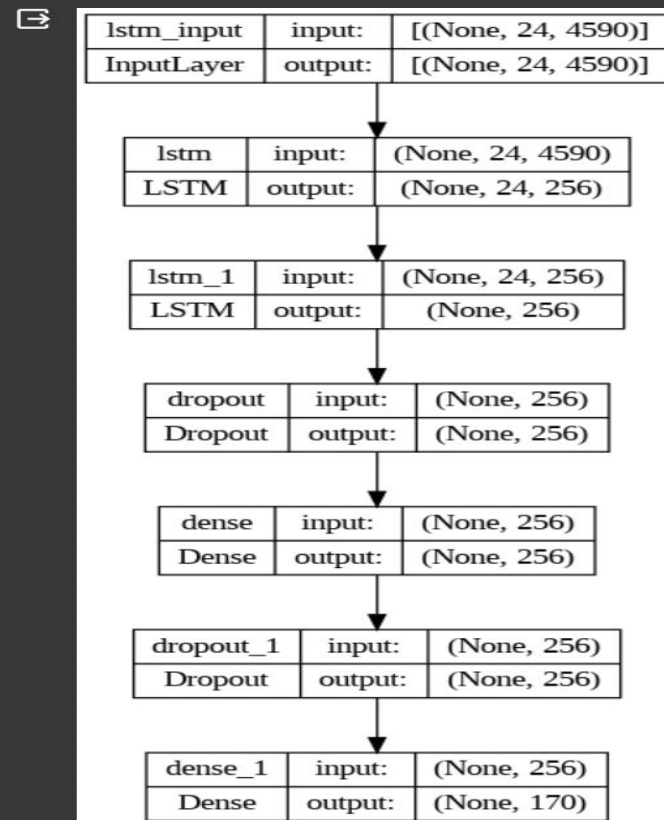 lstm_input input: [(None, 24, 4590)]
InputLayer output: [(None, 24, 4590)]
lstm input: (None, 24, 4590)
LSTM output: (None, 24, 256)
lstm_1 input: (None, 24, 256)
LSTM output: (None, 256)
dropout input: (None, 256)
Dropout output: (None, 256)
dense input: (None, 256)
Dense output: (None, 256)
dropout_1 input: (None, 256)
Dropout output: (None, 256)
dense_1 input: (None, 256)
Dense output: (None, 170)